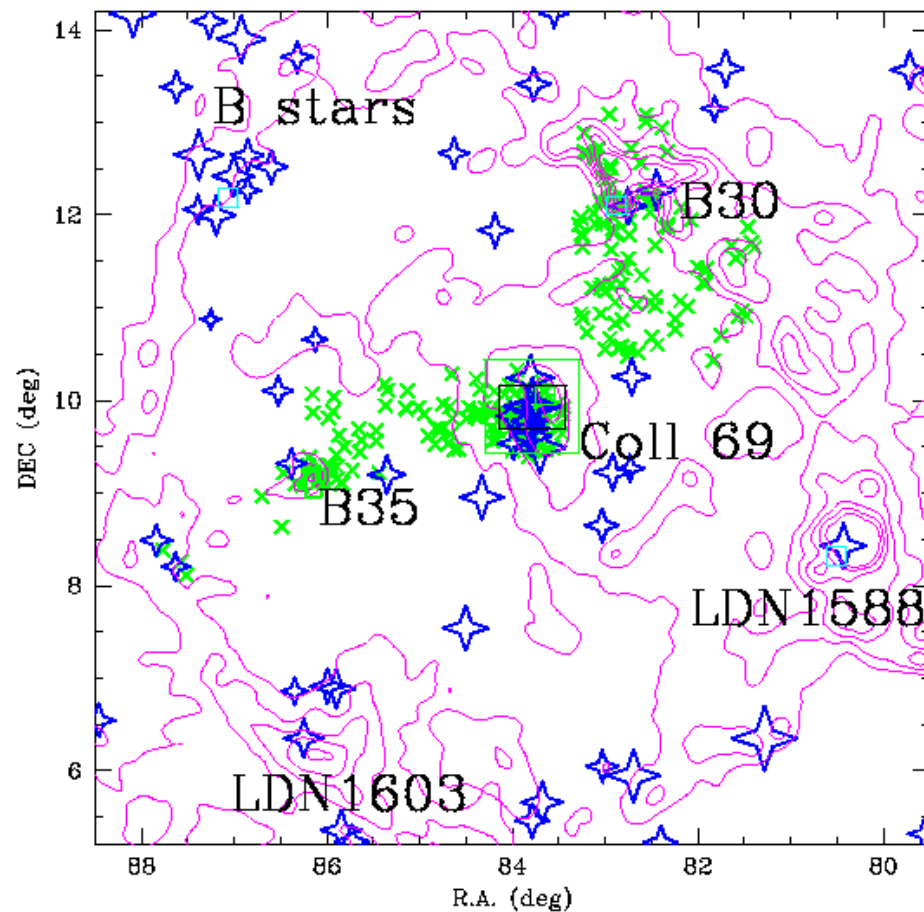 14
B stars
12
B30
10
Coll 69
DEC (deg)
B35
8
LDN1588
6
LDN1603
88 86 84 82 80
R.A. (deg)